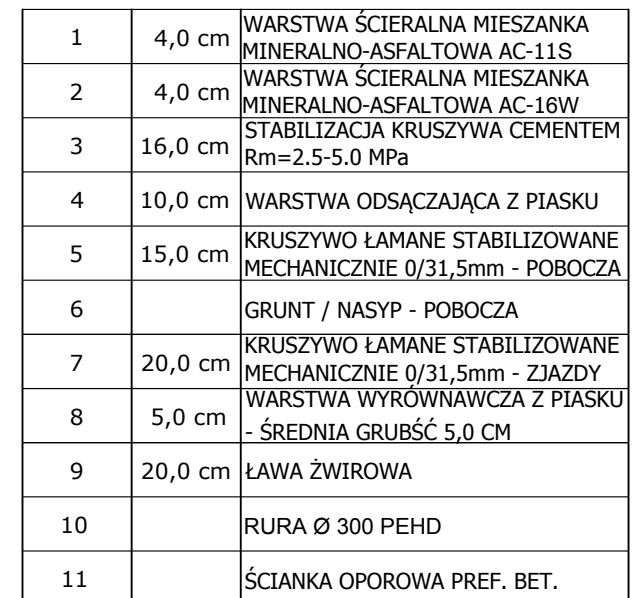 1 4,0 cm WARSTWA ŚCIERALNA MIESZANKA
MINERALNO-ASFALTOWA AC-11S
2 4,0 cm WARSTWA ŚCIERALNA MIESZANKA
MINERALNO-ASFALTOWA AC-16W
3 16,0 cm STABILIZACJA KRUSZYWA CEMENTEM
Rm=2.5-5.0 MPa
4 10,0 cm WARSTWA ODSĄCZAJĄCA Z PIASKU
5 15,0 cm KRUSZYWO ŁAMANE STABILIZOWANE
MECHANICZNIE 0/31,5mm - POBOCZA
6 GRUNT / NASYP - POBOCZA
7 20,0 cm KRUSZYWO ŁAMANE STABILIZOWANE
MECHANICZNIE 0/31,5mm - ZJAZDY
8 5,0 cm WARSTWA WYRÓWNAWCZA Z PIASKU
- ŚREDNIA GRUBŚĆ 5,0 CM
9 20,0 cm ŁAWA ŻWIROWA
10 RURA Ø 300 PEHD
11 ŚCIANKA OPOROWA PREF. BET.